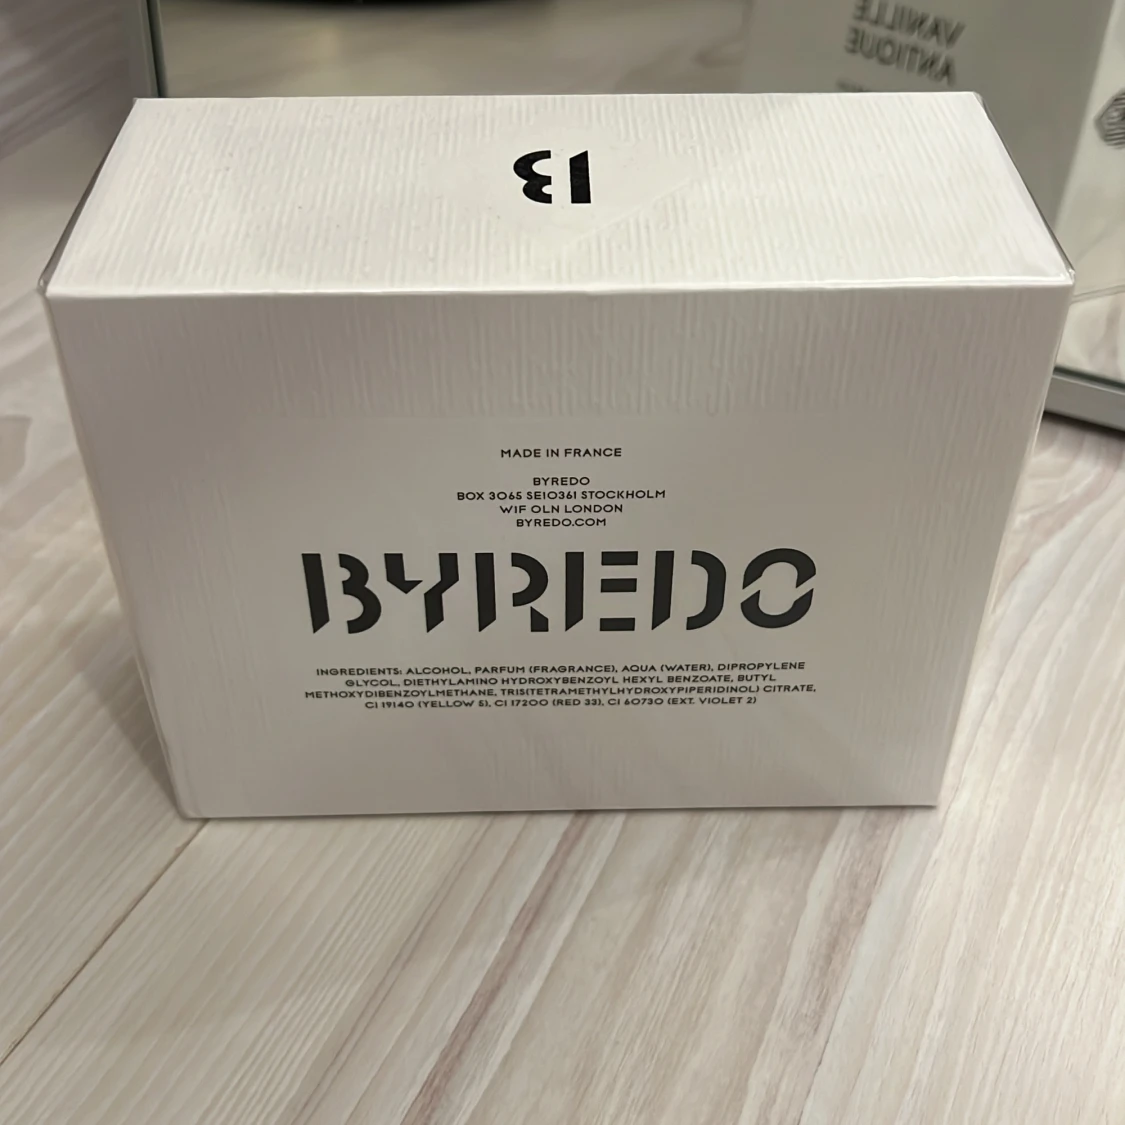 VANILLE
ANTIQUE
B
MADE IN FRANCE
BYREDO
BOX 3065 SE10361 STOCKHOLM
W1F OLN LONDON
BYREDO.COM
BYREDO
INGREDIENTS: ALCOHOL, PARFUM (FRAGRANCE), AQUA (WATER), DIPROPYLENE
GLYCOL, DIETHYLAMINO HYDROXYBENZOYL HEXYL BENZOATE, BUTYL
METHOXYDIBENZOYLMETHANE, TRIS(TETRAMETHYLHYDROXYPIPERIDINOL) CITRATE,
CI 19140 (YELLOW 5), CI 17200 (RED 33), CI 60730 (EXT. VIOLET 2)